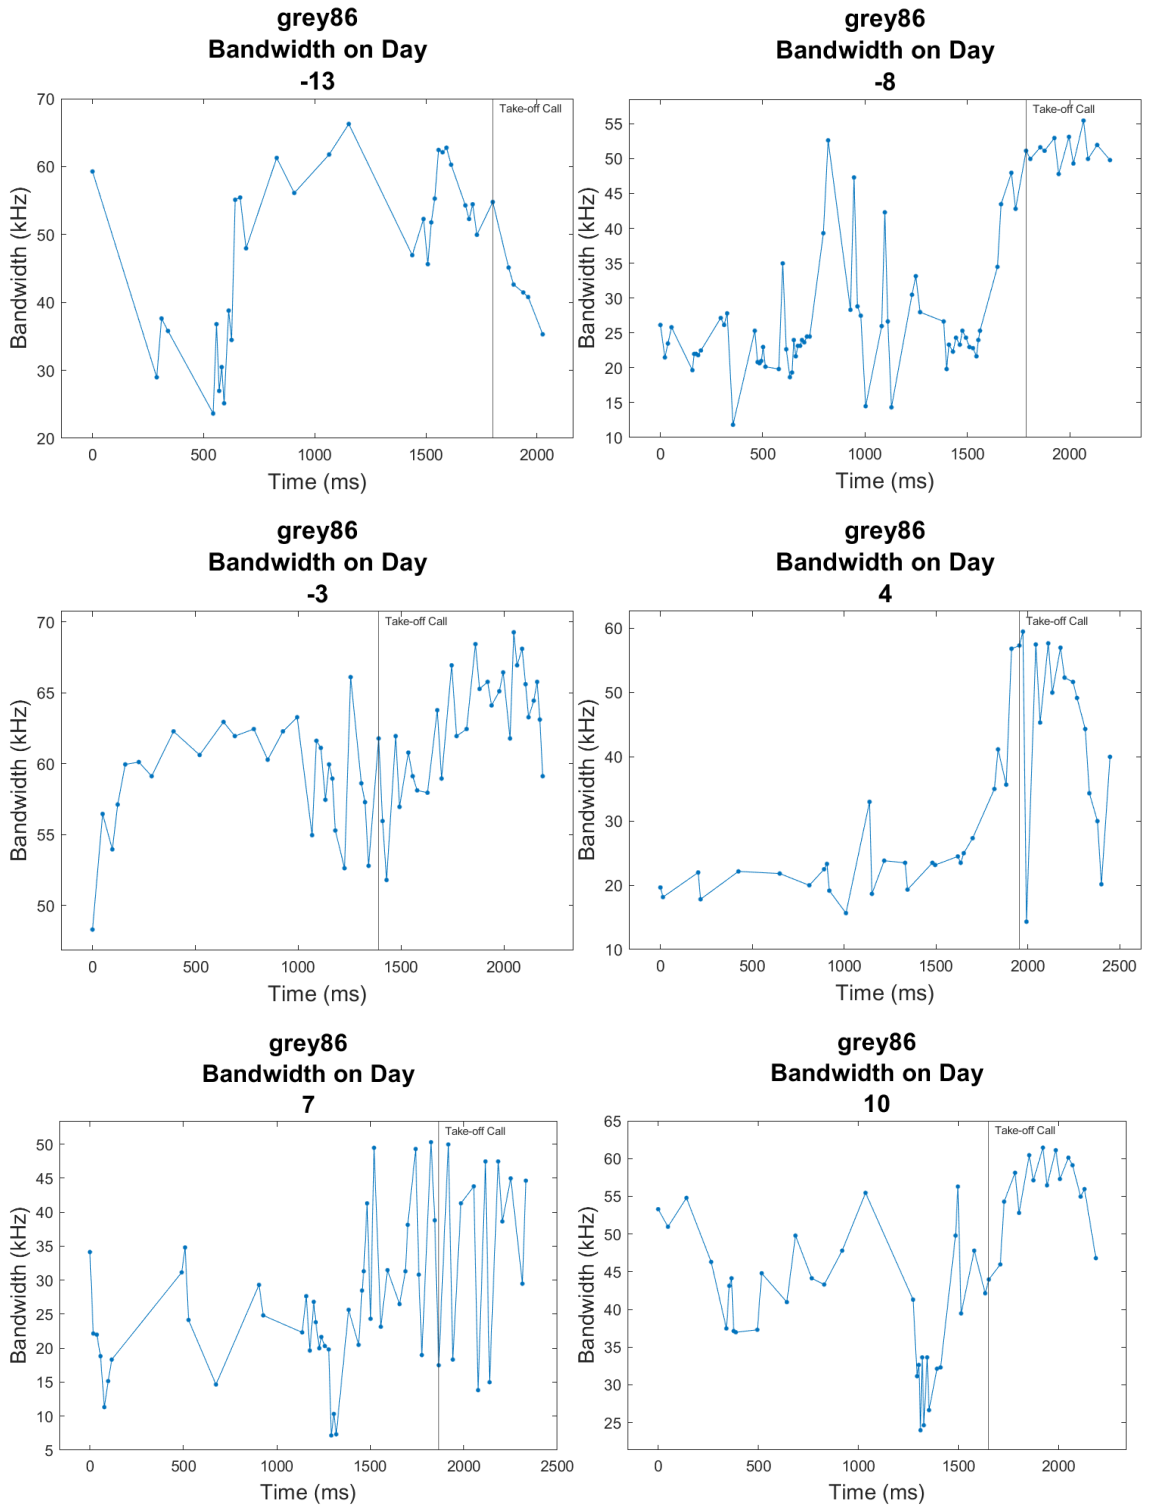 grey86
Bandwidth on Day
-13
Take-off Call
70
60
50
40
30
20
Bandwidth (kHz)
0 500 1000 1500 2000
Time (ms)
grey86
Bandwidth on Day
-8
Take-off Call
55
50
45
40
35
30
25
20
15
10
Bandwidth (kHz)
0 500 1000 1500 2000
Time (ms)
grey86
Bandwidth on Day
-3
Take-off Call
70
65
60
55
50
Bandwidth (kHz)
0 500 1000 1500 2000
Time (ms)
grey86
Bandwidth on Day
4
Take-off Call
60
50
40
30
20
10
Bandwidth (kHz)
0 500 1000 1500 2000 2500
Time (ms)
grey86
Bandwidth on Day
7
Take-off Call
50
45
40
35
30
25
20
15
10
5
Bandwidth (kHz)
0 500 1000 1500 2000 2500
Time (ms)
grey86
Bandwidth on Day
10
Take-off Call
65
60
55
50
45
40
35
30
25
Bandwidth (kHz)
0 500 1000 1500 2000
Time (ms)